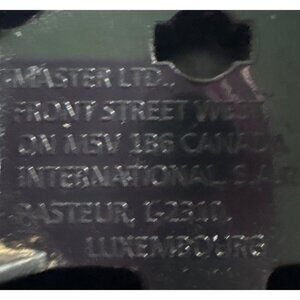 MASTER LTD.,
FRONT STREET WEST
ON M5V 1B6 CANADA
INTERNATIONAL S.A.R
PASTEUR, L-2311,
LUXEMBOURG